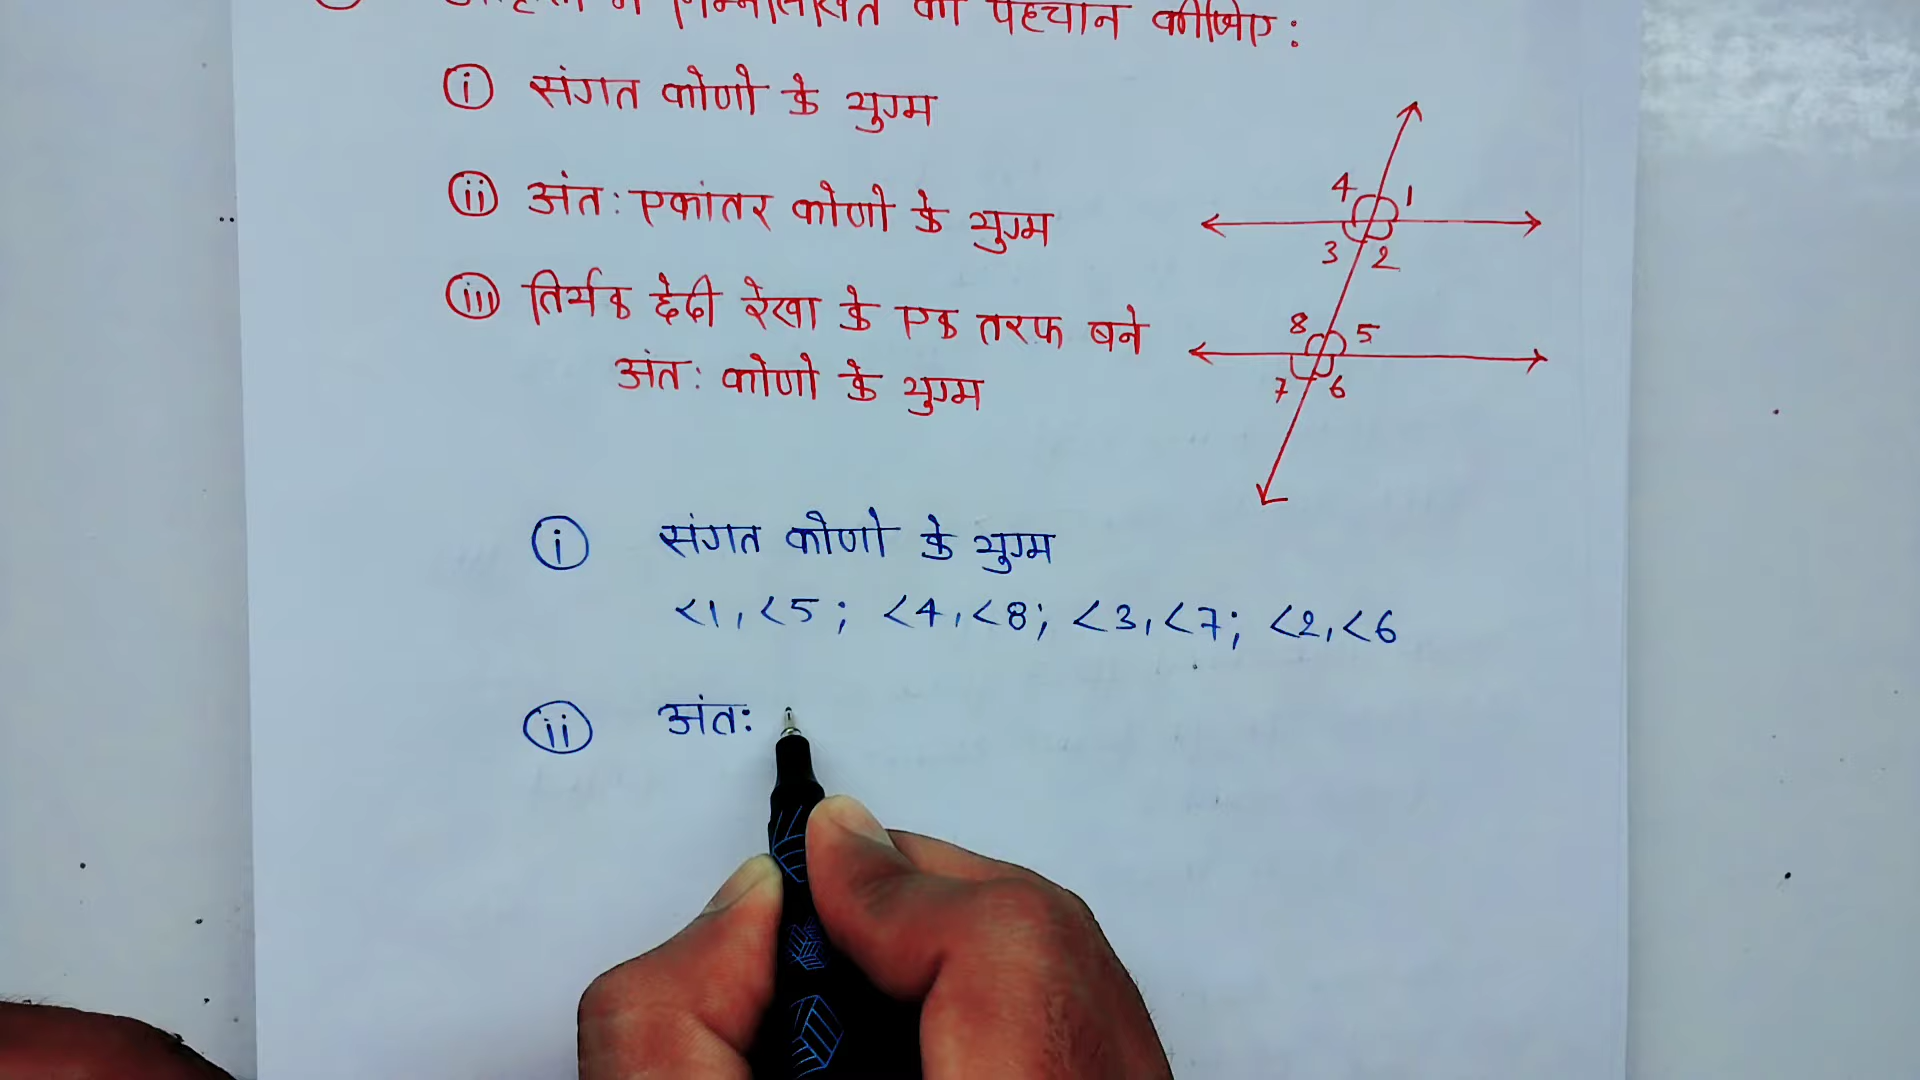 में निम्नलिखित की पहचान कीजिए :
i संगत कोणो के युग्म
ii अंतः एकांतर कोणो के युग्म
iii तिर्यक छेदी रेखा के एक तरफ बने
अंतः कोणो के युग्म
4 1
3 2
8 5
7 6
i संगत कोणो के युग्म
<1, <5 ; <4, <8; <3, <7; <2, <6
ii अंतः